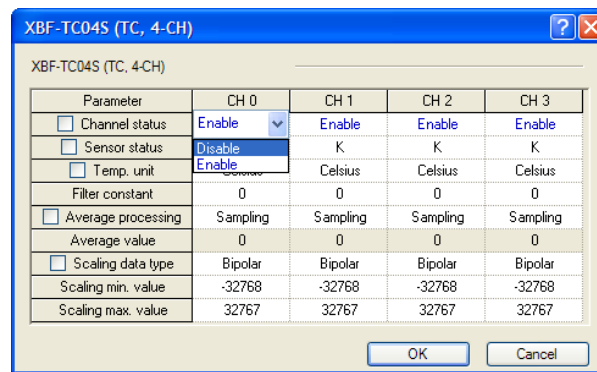 XBF-TC04S (TC, 4-CH)
XBF-TC04S (TC, 4-CH)
Parameter CH 0 CH 1 CH 2 CH 3
Channel status Enable Enable Enable Enable
Sensor status Disable K K K
Enable
Temp. unit Celsius Celsius Celsius Celsius
Filter constant 0 0 0 0
Average processing Sampling Sampling Sampling Sampling
Average value 0 0 0 0
Scaling data type Bipolar Bipolar Bipolar Bipolar
Scaling min. value -32768 -32768 -32768 -32768
Scaling max. value 32767 32767 32767 32767
OK Cancel